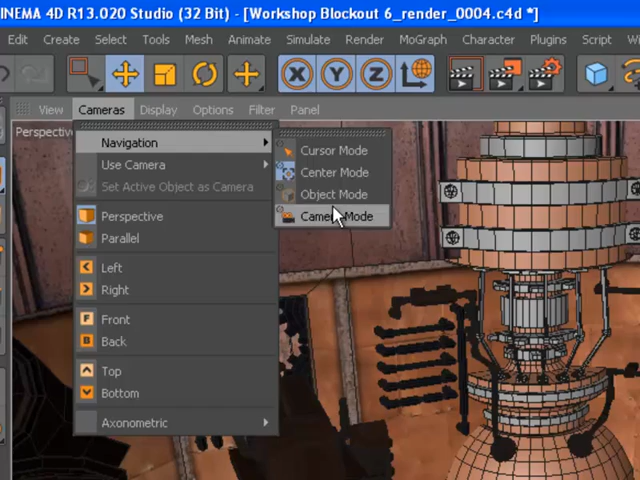 CINEMA 4D R13.020 Studio (32 Bit) - [Workshop Blockout 6_render_0004.c4d *]
Edit Create Select Tools Mesh Animate Simulate Render MoGraph Character Plugins Script
X Y Z
View Cameras Display Options Filter Panel
Perspective
Navigation
Use Camera
Set Active Object as Camera
Perspective
Parallel
Left
Right
F Front
B Back
Top
Bottom
Axonometric
Cursor Mode
Center Mode
Object Mode
Camera Mode